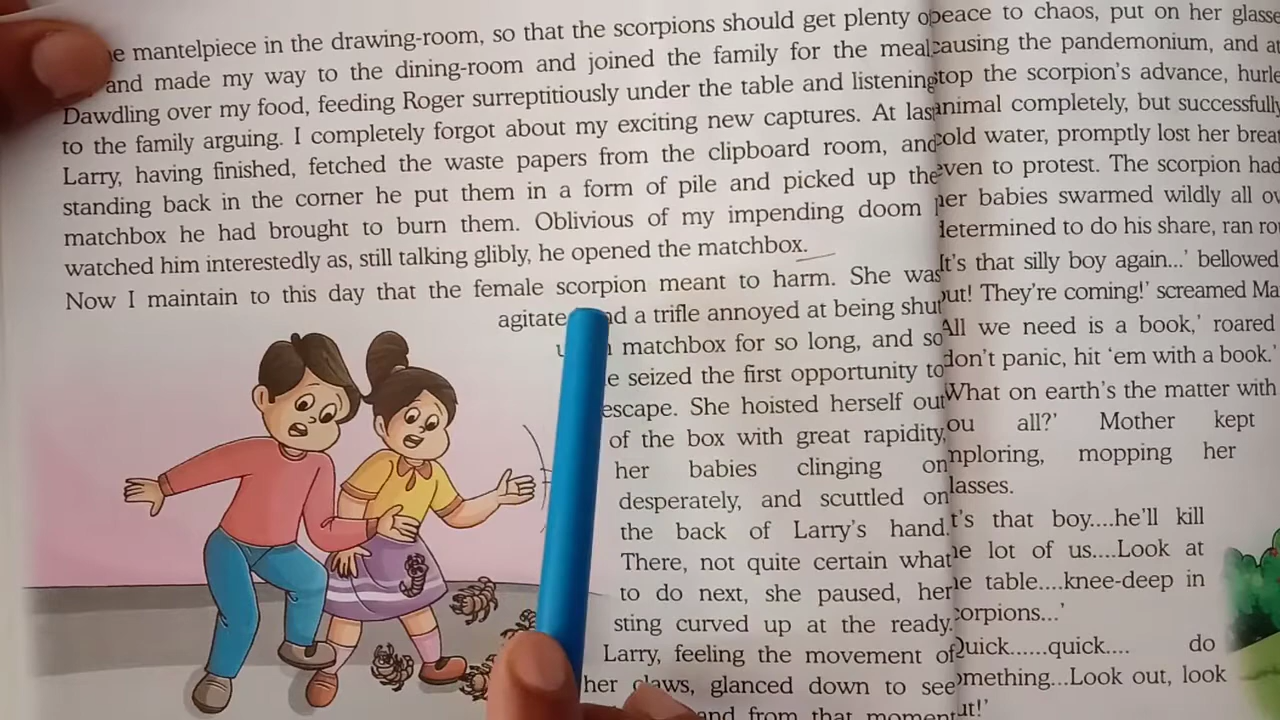 mantelpiece in the drawing-room, so that the scorpions should get plenty
and made my way to the dining-room and joined the family for the meal
Dawdling over my food, feeding Roger surreptitiously under the table and listening
to the family arguing. I completely forgot about my exciting new captures. At
Larry, having finished, fetched the waste papers from the clipboard room, and
standing back in the corner he put them in a form of pile and picked up the
matchbox he had brought to burn them. Oblivious of my impending doom
watched him interestedly as, still talking glibly, he opened the matchbox.
Now I maintain to this day that the female scorpion meant to harm. She was
a trifle annoyed at being shut
matchbox for so long, and so
seized the first opportunity to
escape. She hoisted herself out
of the box with great rapidity,
her babies clinging on
desperately, and scuttled on
the back of Larry's hand.
There, not quite certain what
to do next, she paused, her
sting curved up at the ready.
Larry, feeling the movement of
her claws, glanced down to see
and from that moment
peace to chaos, put on her
causing the pandemonium, and
stop the scorpion's advance,
animal completely, but successfully
cold water, promptly lost her
even to protest. The scorpion had
her babies swarmed wildly all
determined to do his share, ran
It's that silly boy again...' bellowed
out! They're coming!' screamed
All we need is a book,' roared
don't panic, hit 'em with a book.'
What on earth's the matter with
you all?' Mother kept
imploring, mopping her
glasses.
It's that boy....he'll kill
lot of us....Look at
table....knee-deep in
scorpions...'
Quick......quick.... do
something...Look out, look
out!'